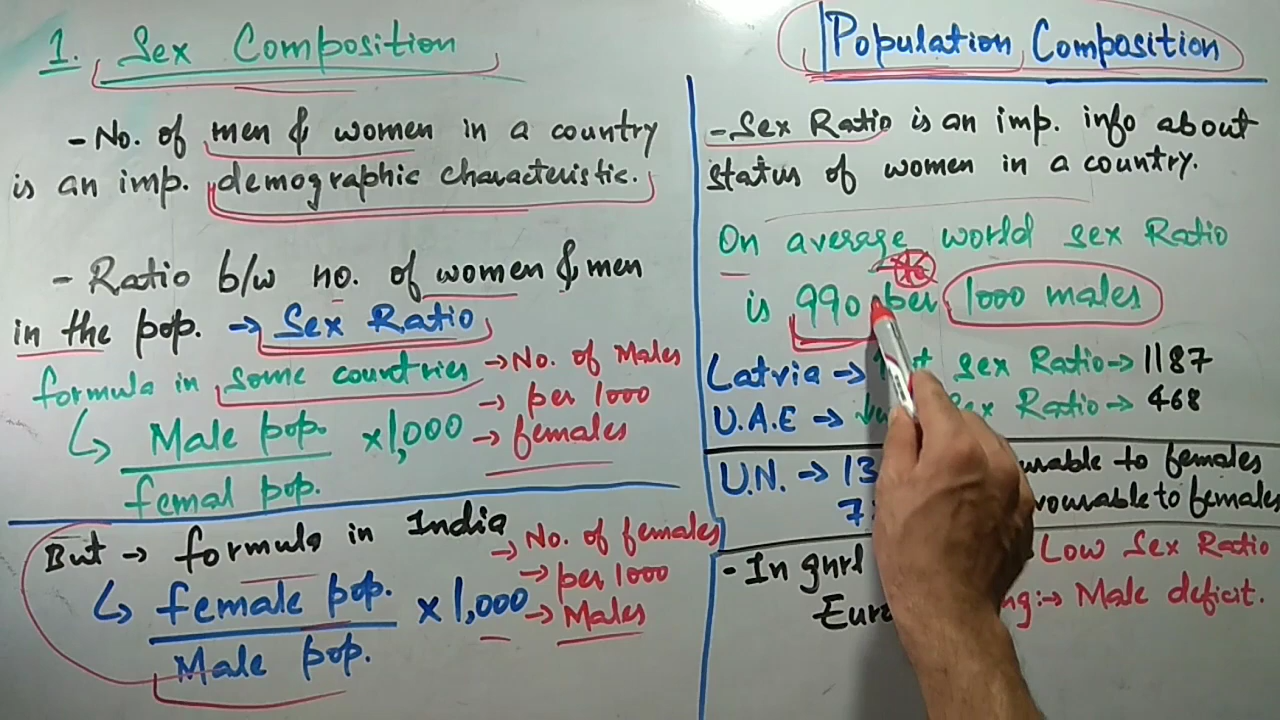 1. Sex Composition
- No. of men & women in a country
is an imp. demographic characteristic.
- Ratio b/w no. of women & men
in the pop. → Sex Ratio
formula in some countries
↳ Male pop. x1,000
femal pop.
→ No. of Males
→ per 1000
→ females
But → formula in India
↳ female pop. x 1,000
Male pop.
→ No. of females
→ per 1000
→ Males
Population Composition
- Sex Ratio is an imp. info about
status of women in a country.
On average world sex Ratio
is 990 per 1000 males
Latvia → sex Ratio → 1187
U.A.E → Sex Ratio → 468
U.N. → to females
to females
- In gnrl Low Sex Ratio
Male deficit.